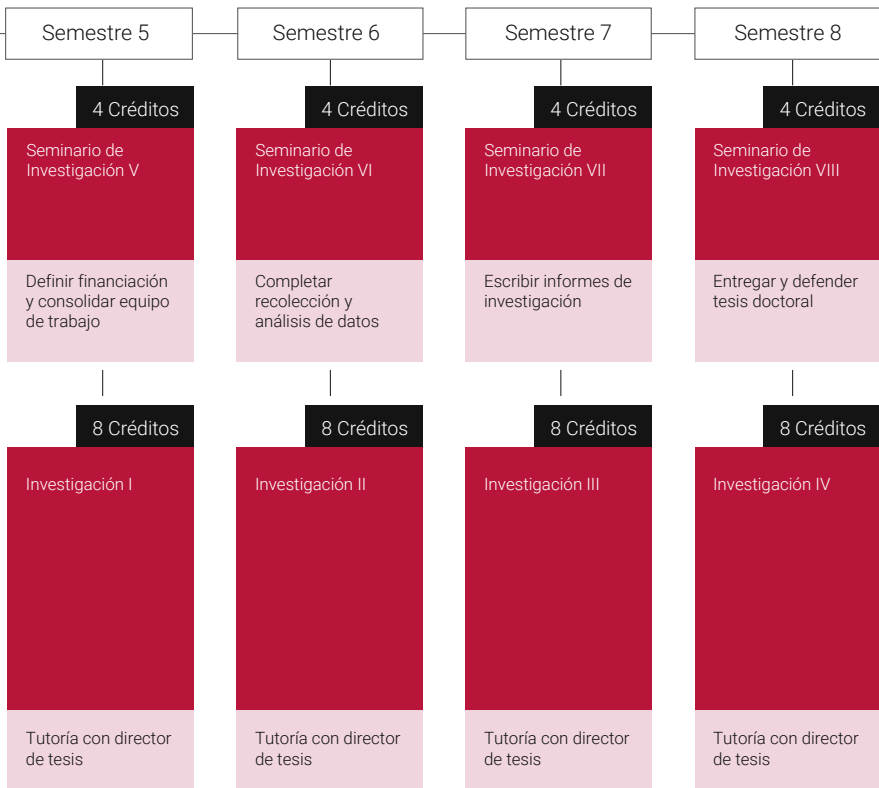 Semestre 5
Semestre 6
Semestre 7
Semestre 8
4 Créditos
4 Créditos
4 Créditos
4 Créditos
Seminario de
Investigación V
Seminario de
Investigación VI
Seminario de
Investigación VII
Seminario de
Investigación VIII
Definir financiación
y consolidar equipo
de trabajo
Completar
recolección y
análisis de datos
Escribir informes de
investigación
Entregar y defender
tesis doctoral
8 Créditos
8 Créditos
8 Créditos
8 Créditos
Investigación I
Investigación II
Investigación III
Investigación IV
Tutoría con director
de tesis
Tutoría con director
de tesis
Tutoría con director
de tesis
Tutoría con director
de tesis